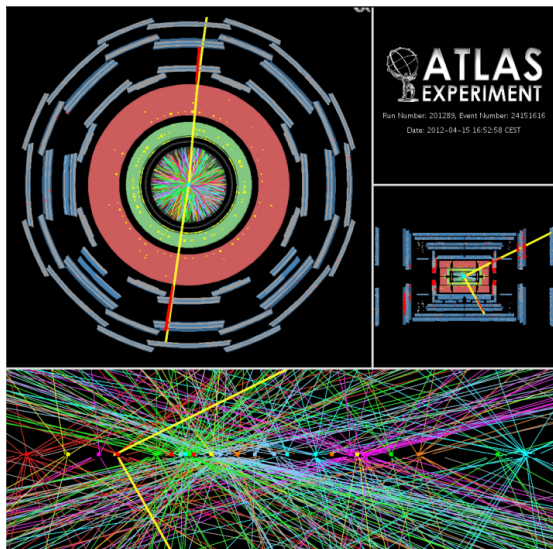 ATLAS
EXPERIMENT
Run Number: 201289, Event Number: 24151616
Date: 2012-04-15 16:52:58 CEST